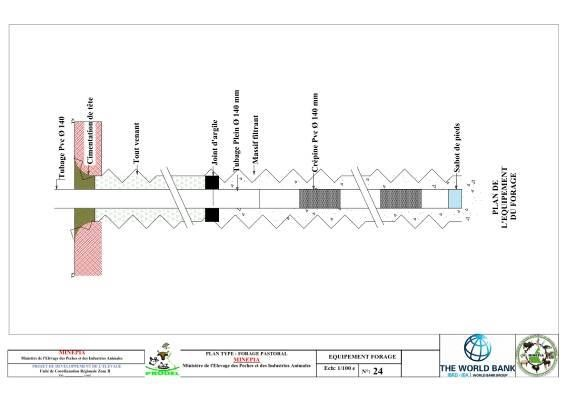 Tubage Pvc Ø 140
Cimentation de tête
Tout venant
Joint d'argile
Tubage Plein Ø 140 mm
Massif filtrant
Crépine Pvc Ø 140 mm
Sabot de pieds
PLAN DE
L'EQUIPEMENT
DU FORAGE
MINEPIA
Ministère de l'Elevage des Peches et des Industries Animales
PROJET DE DEVELOPPEMENT DE L'ELEVAGE
Unité de Coordination Régionale Zone B
PRODEL
PLAN TYPE - FORAGE PASTORAL
MINEPIA
Ministère de l'Elevage des Peches et des Industries Animales
EQUIPEMENT FORAGE
Ech: 1/100 e
N°: 24
THE WORLD BANK
IBRD • IDA | WORLD BANK GROUP
MINEPIA